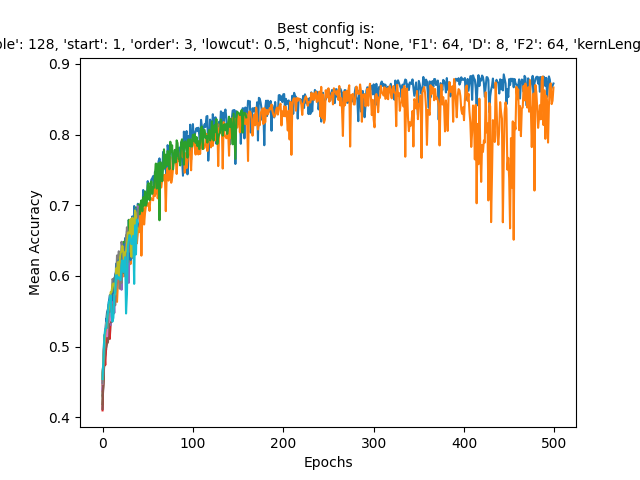 Best config is:
ole': 128, 'start': 1, 'order': 3, 'lowcut': 0.5, 'highcut': None, 'F1': 64, 'D': 8, 'F2': 64, 'kernLeng
0.9
0.8
0.7
0.6
0.5
0.4
Mean Accuracy
0 100 200 300 400 500
Epochs